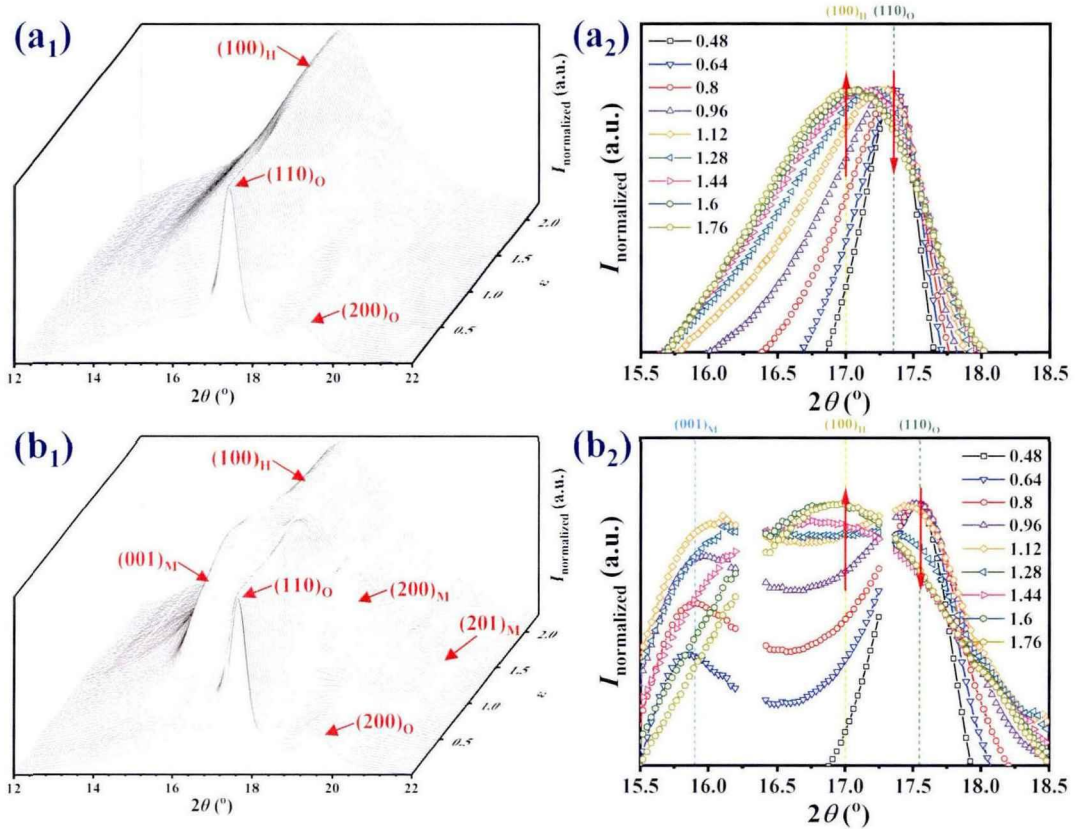 (a1)
(100)H
(110)O
(200)O
Inormalized (a.u.)
2.0
1.5
1.0
0.5
ε
12
14
16
18
20
22
2θ (°)
(a2)
(100)H
(110)O
0.48
0.64
0.8
0.96
1.12
1.28
1.44
1.6
1.76
Inormalized (a.u.)
15.5
16.0
16.5
17.0
17.5
18.0
18.5
2θ (°)
(b1)
(100)H
(001)M
(110)O
(200)M
(201)M
(200)O
Inormalized (a.u.)
2.0
1.5
1.0
0.5
ε
12
14
16
18
20
22
2θ (°)
(b2)
(001)M
(100)H
(110)O
0.48
0.64
0.8
0.96
1.12
1.28
1.44
1.6
1.76
Inormalized (a.u.)
15.5
16.0
16.5
17.0
17.5
18.0
18.5
2θ (°)